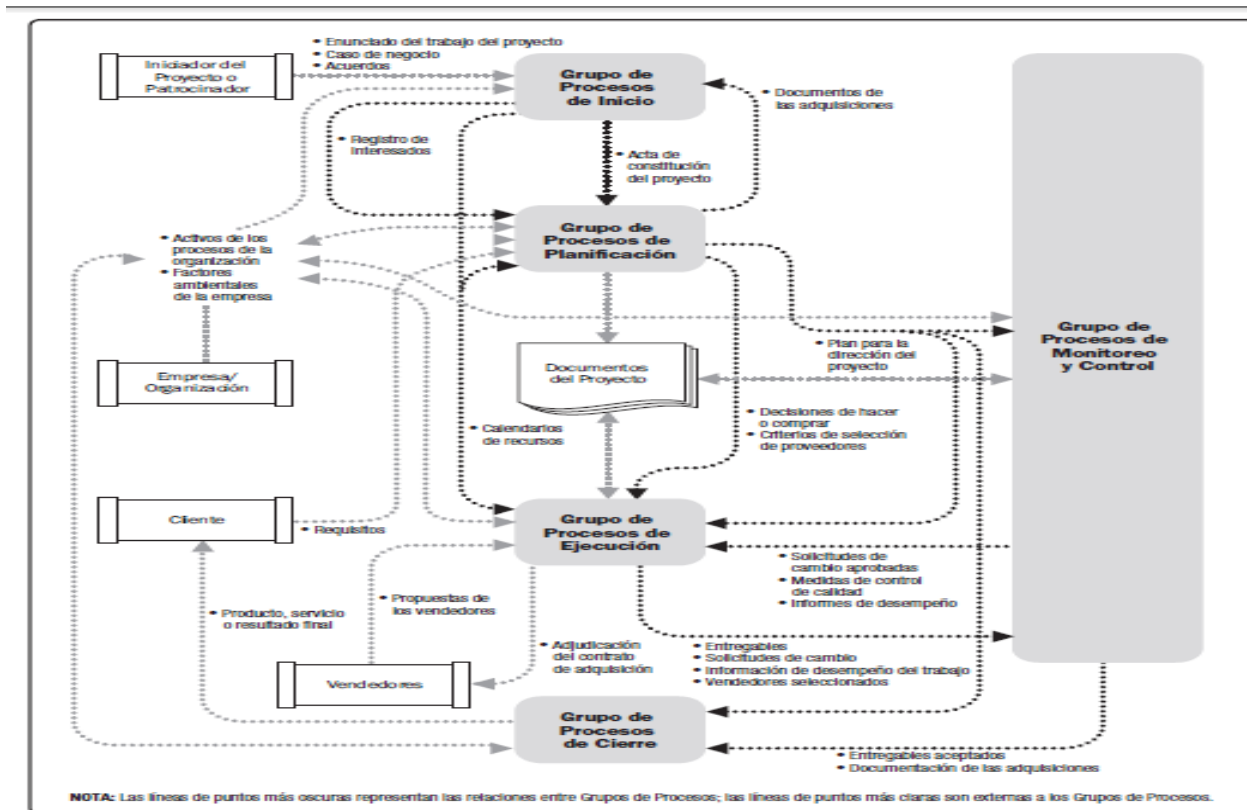 • Enunciado del trabajo del proyecto
• Caso de negocio
• Acuerdos
Iniciador del
Proyecto o
Patrocinador
Grupo de
Procesos
de Inicio
• Documentos de
las adquisiciones
• Registro de
interesados
• Acta de
constitución
del proyecto
• Activos de los
procesos de la
organización
• Factores
ambientales
de la empresa
Grupo de
Procesos de
Planificación
Grupo de
Procesos de
Monitoreo
y Control
Empresa/
Organización
Documentos
del Proyecto
• Plan para la
dirección del
proyecto
• Calendarios
de recursos
• Decisiones de hacer
o comprar
• Criterios de selección
de proveedores
Cliente
• Requisitos
Grupo de
Procesos de
Ejecución
• Solicitudes de
cambio aprobadas
• Medidas de control
de calidad
• Informes de desempeño
• Producto, servicio
o resultado final
• Propuestas de
los vendedores
• Adjudicación
del contrato
de adquisición
• Entregables
• Solicitudes de cambio
• Información de desempeño del trabajo
• Vendedores seleccionados
Vendedores
Grupo de
Procesos
de Cierre
• Entregables aceptados
• Documentación de las adquisiciones
NOTA: Las líneas de puntos más oscuras representan las relaciones entre Grupos de Procesos; las líneas de puntos más claras son externas a los Grupos de Procesos.